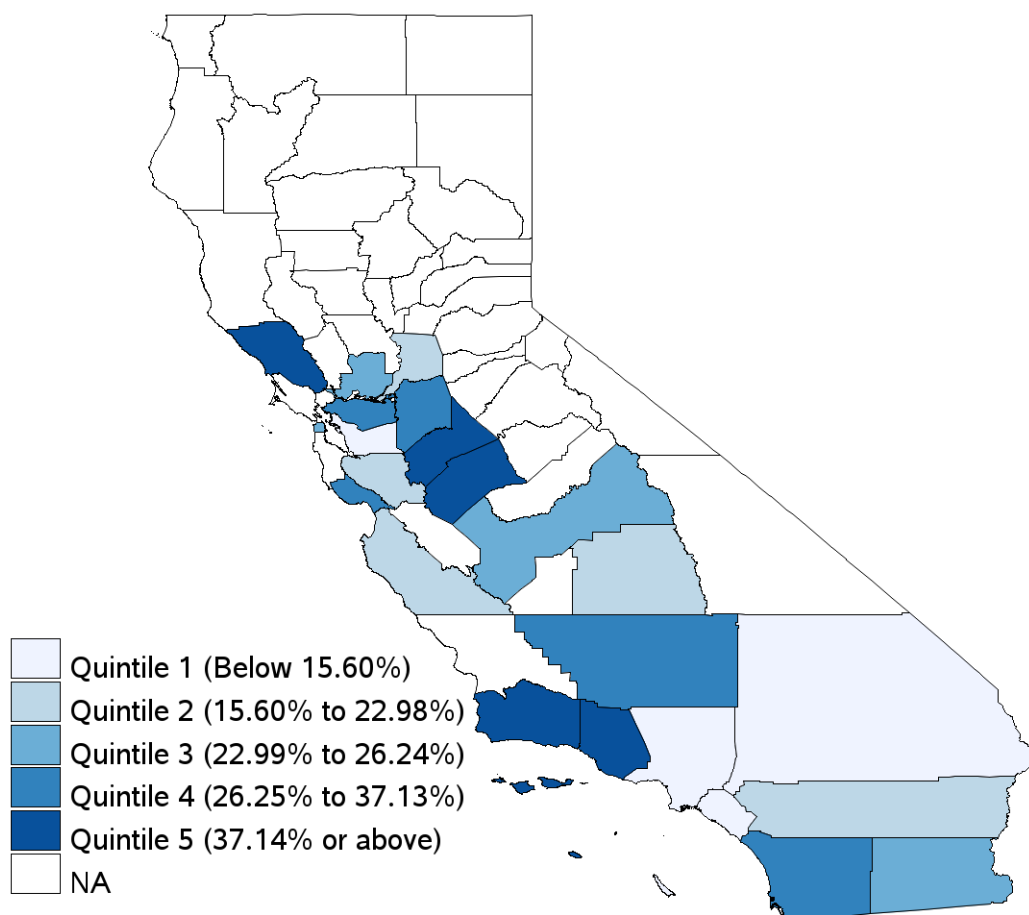 Quintile 1 (Below 15.60%)
Quintile 2 (15.60% to 22.98%)
Quintile 3 (22.99% to 26.24%)
Quintile 4 (26.25% to 37.13%)
Quintile 5 (37.14% or above)
NA